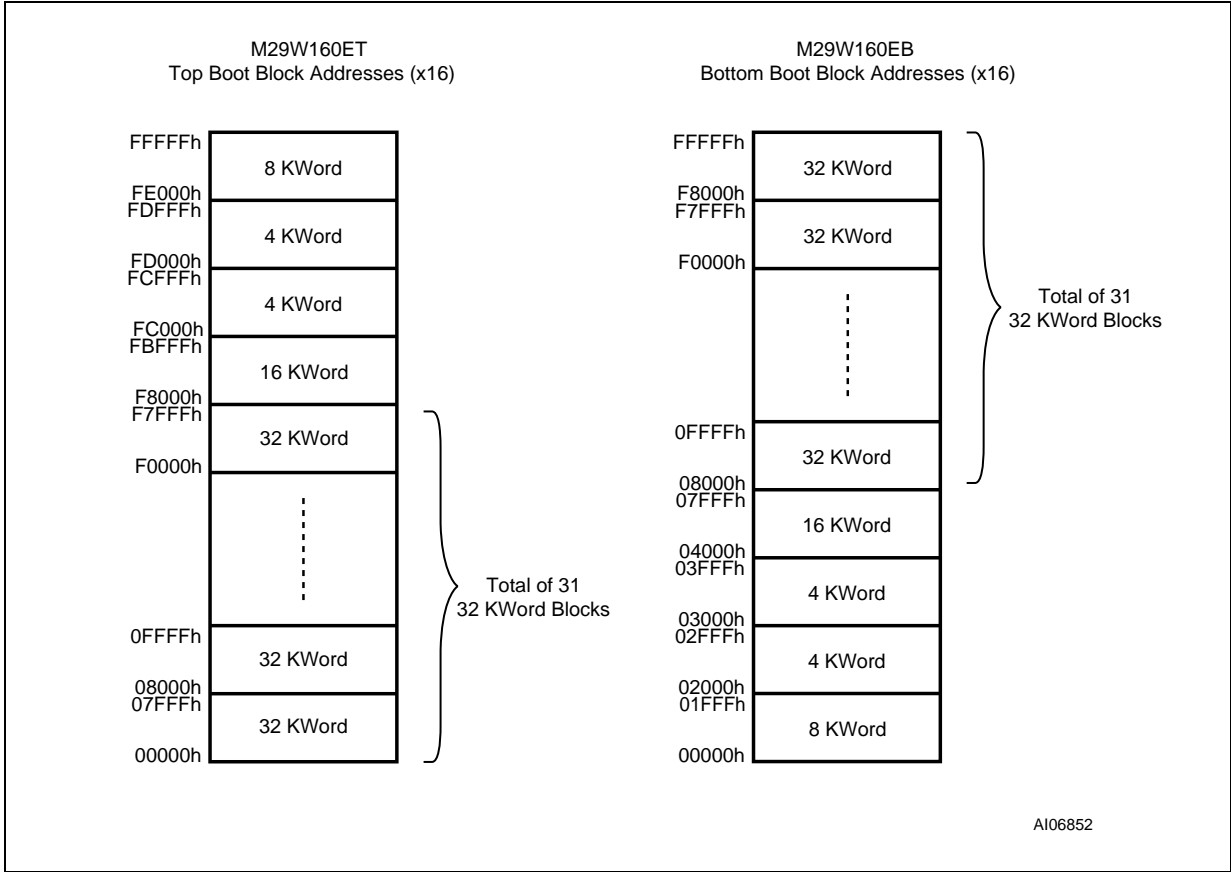 M29W160ET
Top Boot Block Addresses (x16)
FFFFFh
8 KWord
FE000h
FDFFFh
4 KWord
FD000h
FCFFFh
4 KWord
FC000h
FBFFFh
16 KWord
F8000h
F7FFFh
32 KWord
F0000h
Total of 31
32 KWord Blocks
0FFFFh
32 KWord
08000h
07FFFh
32 KWord
00000h
M29W160EB
Bottom Boot Block Addresses (x16)
FFFFFh
32 KWord
F8000h
F7FFFh
32 KWord
F0000h
Total of 31
32 KWord Blocks
0FFFFh
32 KWord
08000h
07FFFh
16 KWord
04000h
03FFFh
4 KWord
03000h
02FFFh
4 KWord
02000h
01FFFh
8 KWord
00000h
AI06852